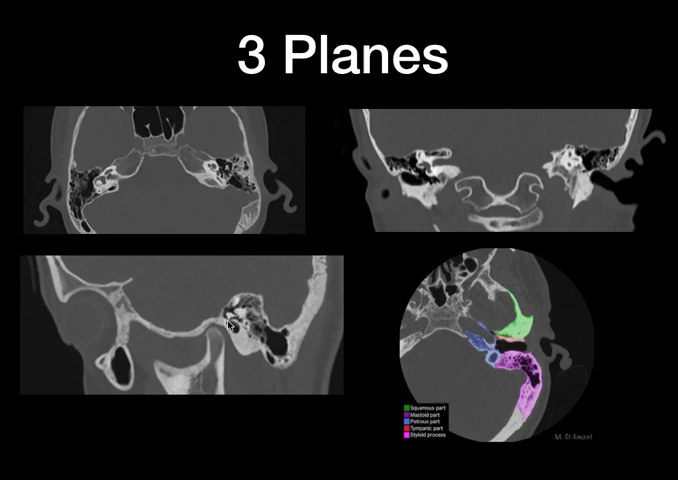 3 Planes
Squamous part
Mastoid part
Petrous part
Tympanic part
Styloid process
M. St-Amant